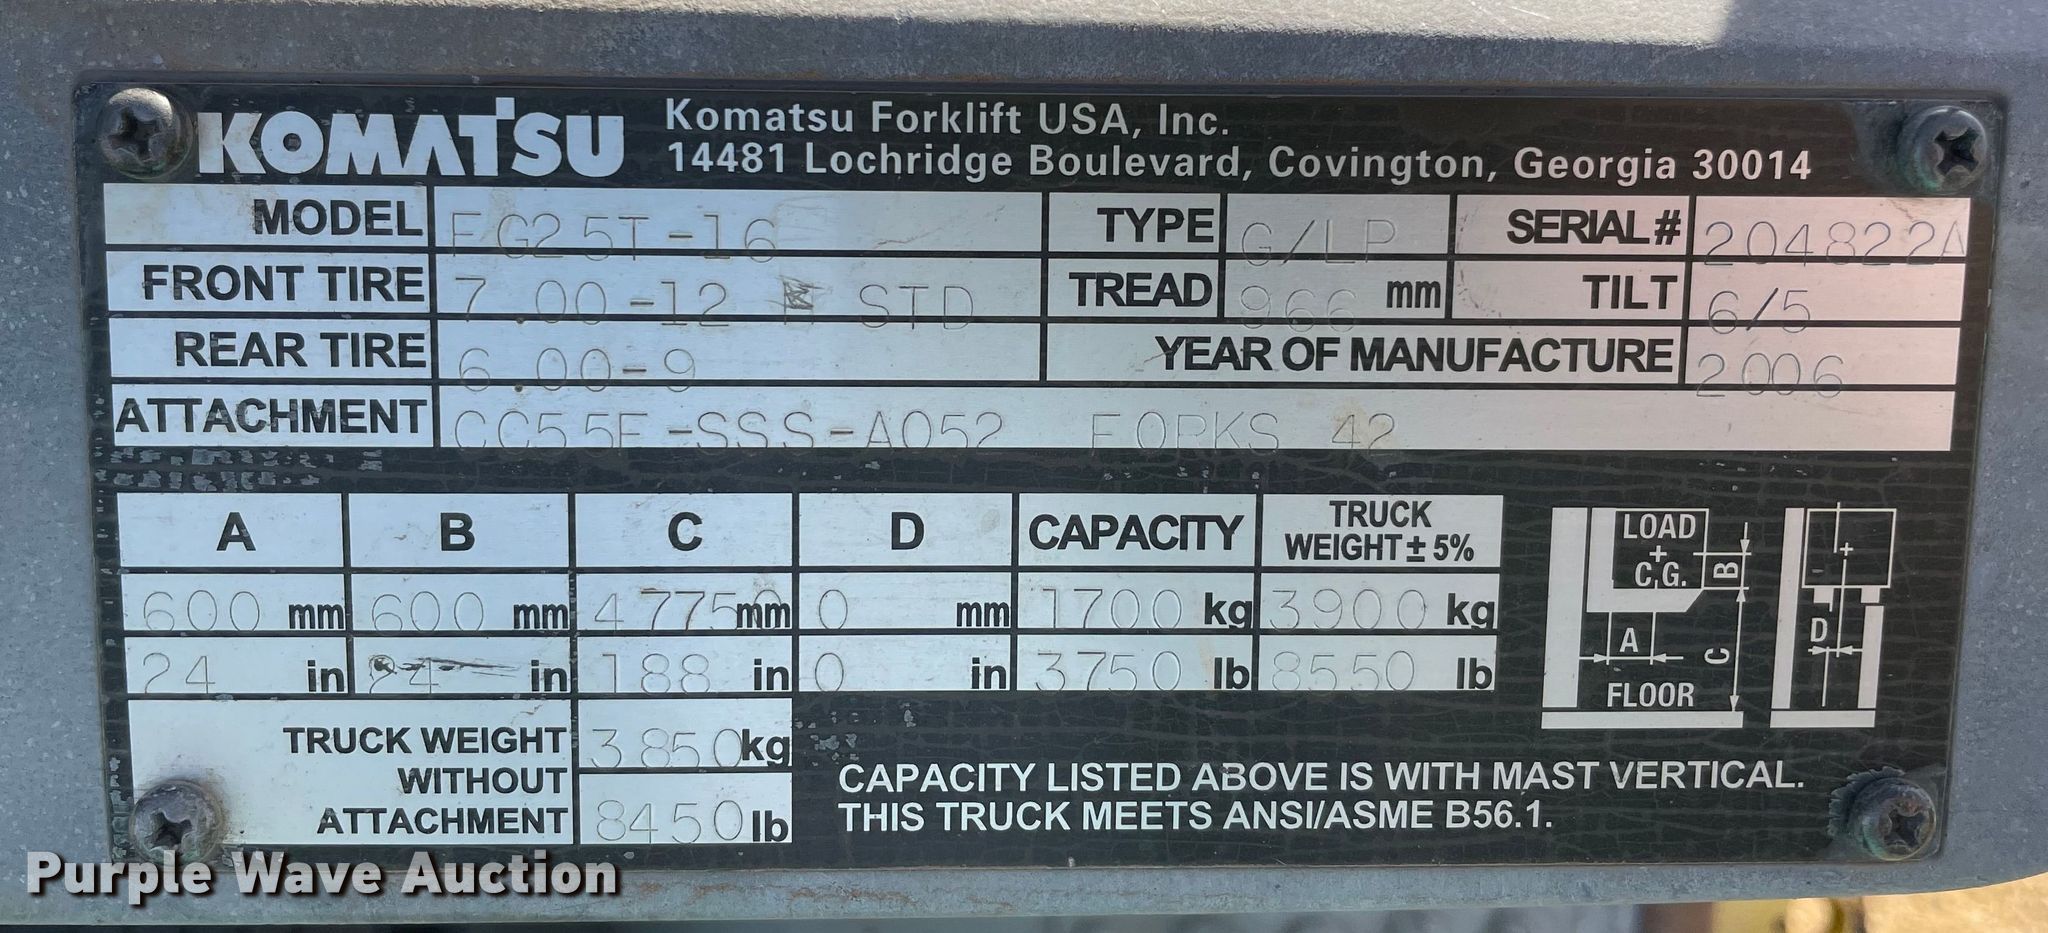 KOMATSU
Komatsu Forklift USA, Inc.
14481 Lochridge Boulevard, Covington, Georgia 30014
MODEL FG25T-16 TYPE G/LP SERIAL # 204822A
FRONT TIRE 7.00-12 STD TREAD 966 mm TILT 6/5
REAR TIRE 6.00-9 YEAR OF MANUFACTURE 2006
ATTACHMENT CC55F-SSS-A052 FORKS 42
A B C D CAPACITY TRUCK WEIGHT ± 5%
600 mm 600 mm 47750 mm 0 mm 1700 kg 3900 kg
24 in 24 in 188 in 0 in 3750 lb 8550 lb
TRUCK WEIGHT
WITHOUT
ATTACHMENT
3850 kg
8450 lb
LOAD
+
C.G.
B
A
C
FLOOR
+
D
CAPACITY LISTED ABOVE IS WITH MAST VERTICAL.
THIS TRUCK MEETS ANSI/ASME B56.1.
Purple Wave Auction